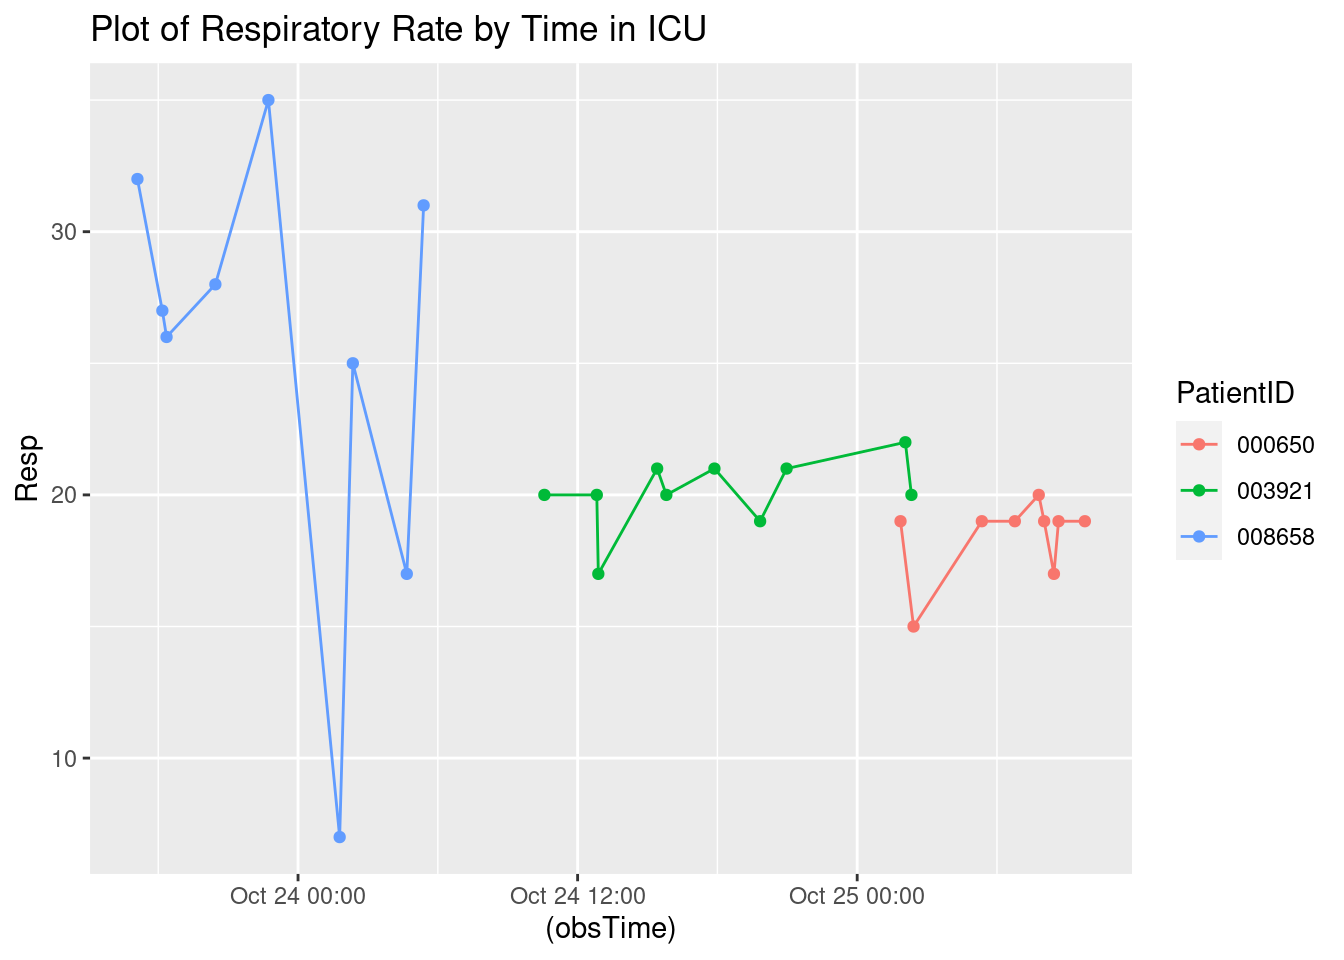 Plot of Respiratory Rate by Time in ICU
Resp
30
20
10
Oct 24 00:00
Oct 24 12:00
Oct 25 00:00
(obsTime)
PatientID
000650
003921
008658